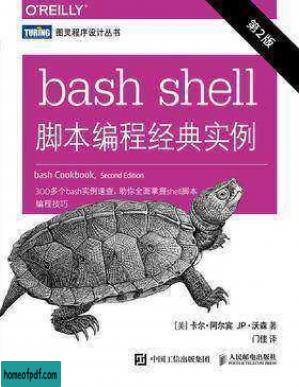 O'REILLY®
TURING 图灵程序设计丛书
第2版
bash shell
脚本编程经典实例
bash Cookbook, Second Edition
300多个bash实例速查,助你全面掌握shell脚本
编程技巧
[美] 卡尔·阿尔宾 JP·沃森 著
门佳 译
中国工信出版集团 人民邮电出版社
homeofpdf.com